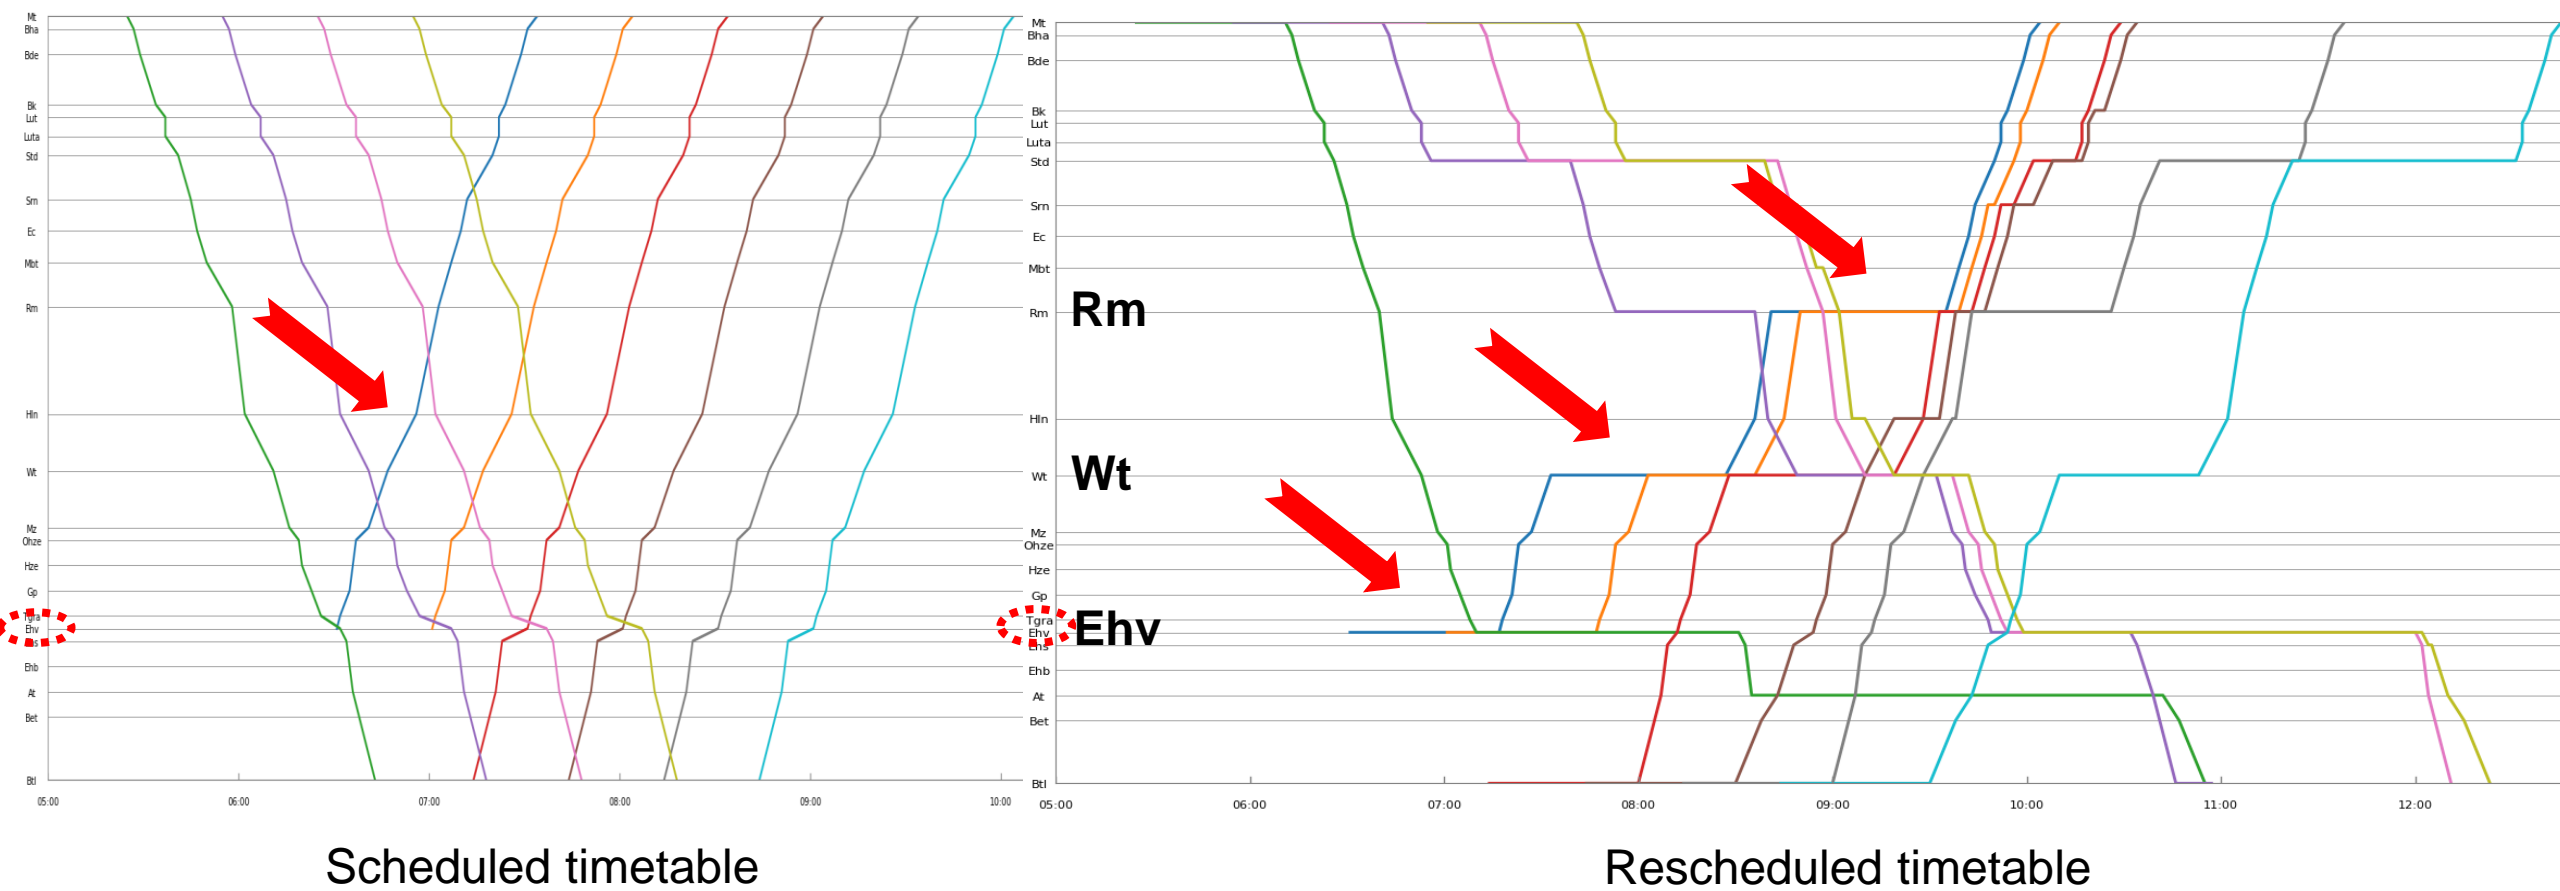 Mt
Bha
Bde
Bk
Lut
Luta
Std
Srn
Ec
Mbt
Rm
Hln
Wt
Mz
Ohze
Hze
Gp
Tgra
Ehv
Ehb
At
Bet
Btl
05:00 06:00 07:00 08:00 09:00 10:00
Scheduled timetable
Mt
Bha
Bde
Bk
Lut
Luta
Std
Srn
Ec
Mbt
Rm Rm
Hln
Wt Wt
Mz
Ohze
Hze
Gp
Tgra
Ehv Ehv
Ehs
Ehb
At
Bet
Btl
05:00 06:00 07:00 08:00 09:00 10:00 11:00 12:00
Rescheduled timetable